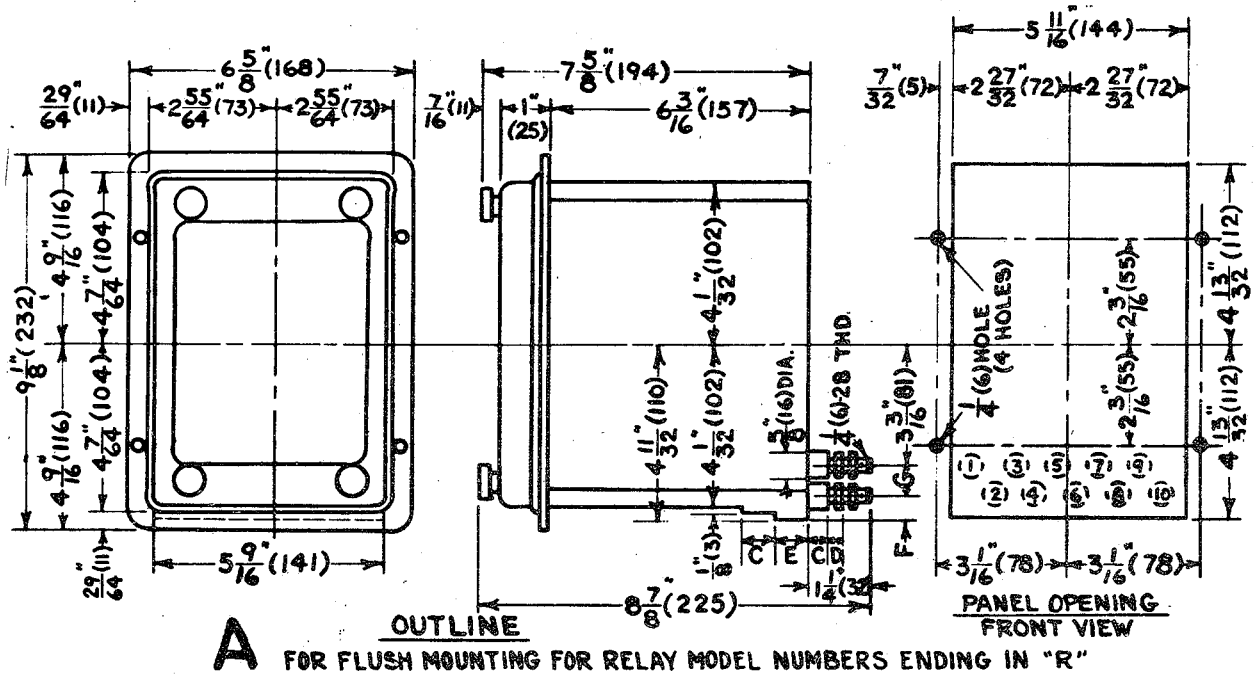 6 5/8" (168)
29/64" (11)
2 55/64" (73)
2 55/64" (73)
9 1/8" (232)
4 9/16" (116)
4 7/64" (104)
4 9/16" (116)
4 7/64" (104)
29/64" (11)
5 9/16" (141)
7 5/8" (194)
7/16" (11)
1" (25)
6 3/16" (157)
4 1/32" (102)
4 11/32" (110)
4 1/32" (102)
5/8" (16) DIA.
1/4" (6)-28 THD.
3 3/16" (81)
G
F
C
E
C
D
1/8" (3)
1 1/4" (32)
8 7/8" (225)
5 11/16" (144)
7/32" (5)
2 27/32" (72)
2 27/32" (72)
4 13/32" (112)
2 3/16" (55)
2 3/16" (55)
4 13/32" (112)
1/4" (6) HOLE
(4 HOLES)
(1) (3) (5) (7) (9)
(2) (4) (6) (8) (10)
3 1/16" (78)
3 1/16" (78)
PANEL OPENING
FRONT VIEW
OUTLINE
A FOR FLUSH MOUNTING FOR RELAY MODEL NUMBERS ENDING IN "R"